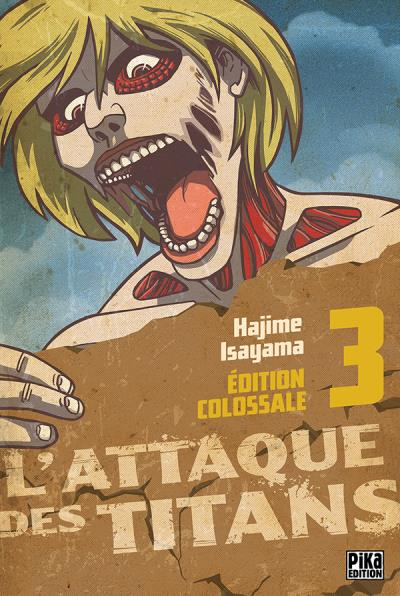 Hajime
Isayama
ÉDITION
COLOSSALE
3
L'ATTAQUE
DES TITANS
PiKA
EDITION